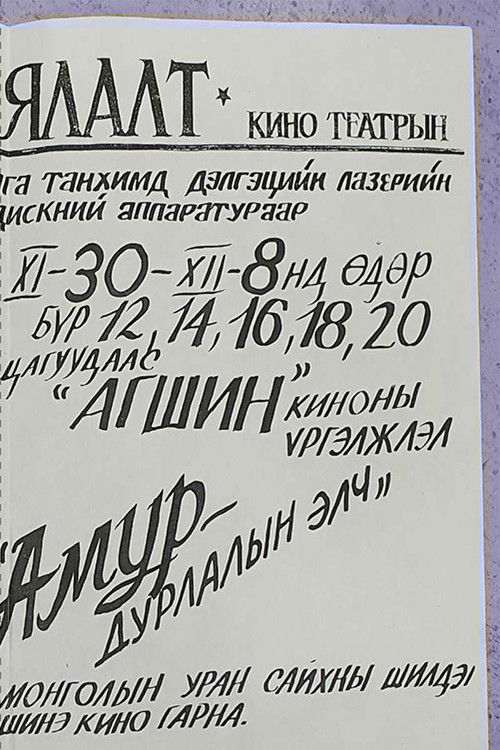 ЯЛАЛТ
КИНО ТЕАТРЫН
ТАНХИМД ДЭЛГЭЦИЙН ЛАЗЕРИЙН
ДИСКНИЙ АППАРАТУРААР
XI-30-XII-8НД ӨДӨР
БҮР 12, 14, 16, 18, 20
ЦАГУУДААС
"АГШИН" КИНОНЫ
ҮРГЭЛЖЛЭЛ
"АМУР-
ДУРЛАЛЫН ЭЛЧ"
МОНГОЛЫН УРАН САЙХНЫ ШИЛДЭГ
ШИНЭ КИНО ГАРНА.